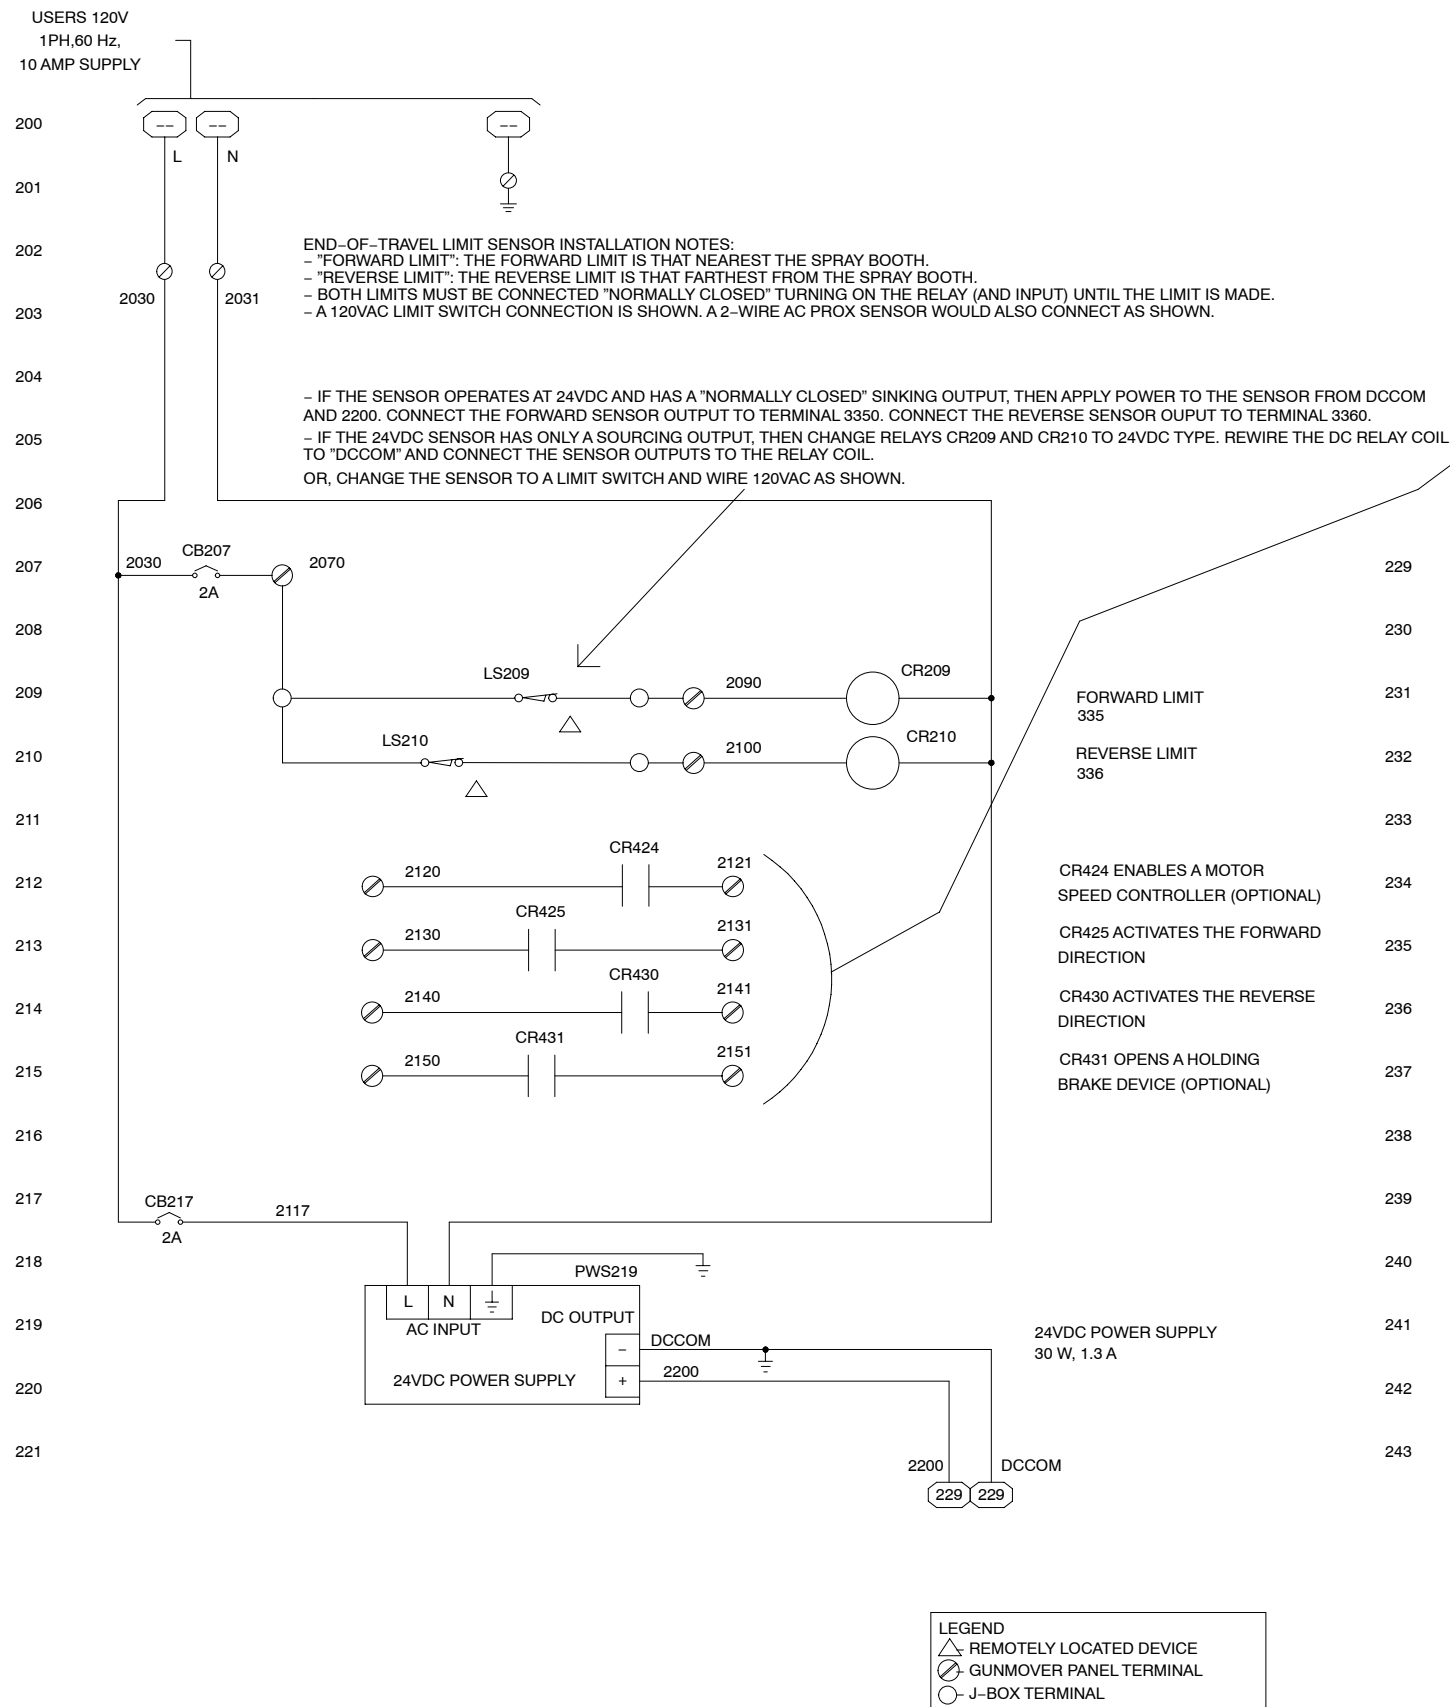 USERS 120V
1PH,60 Hz,
10 AMP SUPPLY
200
--
--
--
L
N
201
202
END-OF-TRAVEL LIMIT SENSOR INSTALLATION NOTES:
- "FORWARD LIMIT": THE FORWARD LIMIT IS THAT NEAREST THE SPRAY BOOTH.
- "REVERSE LIMIT": THE REVERSE LIMIT IS THAT FARTHEST FROM THE SPRAY BOOTH.
- BOTH LIMITS MUST BE CONNECTED "NORMALLY CLOSED" TURNING ON THE RELAY (AND INPUT) UNTIL THE LIMIT IS MADE.
- A 120VAC LIMIT SWITCH CONNECTION IS SHOWN. A 2-WIRE AC PROX SENSOR WOULD ALSO CONNECT AS SHOWN.
2030
2031
203
204
- IF THE SENSOR OPERATES AT 24VDC AND HAS A "NORMALLY CLOSED" SINKING OUTPUT, THEN APPLY POWER TO THE SENSOR FROM DCCOM
AND 2200. CONNECT THE FORWARD SENSOR OUTPUT TO TERMINAL 3350. CONNECT THE REVERSE SENSOR OUPUT TO TERMINAL 3360.
205
- IF THE 24VDC SENSOR HAS ONLY A SOURCING OUTPUT, THEN CHANGE RELAYS CR209 AND CR210 TO 24VDC TYPE. REWIRE THE DC RELAY COIL
TO "DCCOM" AND CONNECT THE SENSOR OUTPUTS TO THE RELAY COIL.
OR, CHANGE THE SENSOR TO A LIMIT SWITCH AND WIRE 120VAC AS SHOWN.
206
CB207
207
2030
2070
2A
229
208
230
LS209
CR209
209
2090
231
FORWARD LIMIT
335
LS210
CR210
210
2100
232
REVERSE LIMIT
336
211
233
CR424
2120
2121
212
CR424 ENABLES A MOTOR
SPEED CONTROLLER (OPTIONAL)
234
CR425
2130
2131
213
CR425 ACTIVATES THE FORWARD
DIRECTION
235
CR430
2140
2141
214
CR430 ACTIVATES THE REVERSE
DIRECTION
236
CR431
2150
2151
215
CR431 OPENS A HOLDING
BRAKE DEVICE (OPTIONAL)
237
216
238
217
CB217
2117
2A
239
218
240
PWS219
L
N
AC INPUT
DC OUTPUT
219
241
-
DCCOM
24VDC POWER SUPPLY
30 W, 1.3 A
24VDC POWER SUPPLY
+
2200
220
242
221
243
2200
DCCOM
229
229
LEGEND
- REMOTELY LOCATED DEVICE
- GUNMOVER PANEL TERMINAL
- J-BOX TERMINAL